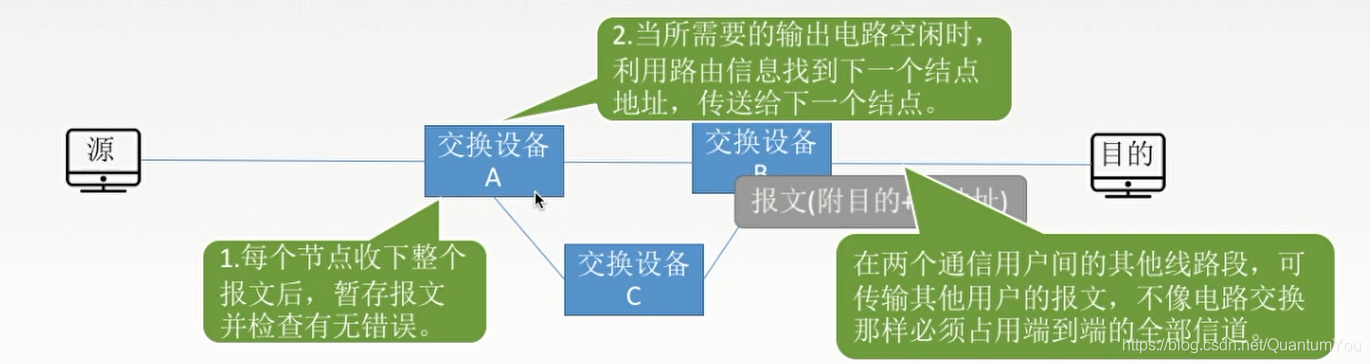 2.当所需要的输出电路空闲时，
利用路由信息找到下一个结点
地址，传送给下一个结点。
源
交换设备
A
交换设备
B
目的
报文(附目的+
址)
1.每个节点收下整个
报文后，暂存报文
并检查有无错误。
交换设备
C
在两个通信用户间的其他线路段，可
传输其他用户的报文，不像电路交换
那样必须占用端到端的全部信道。
https://blog.csdn.net/QuantumYou